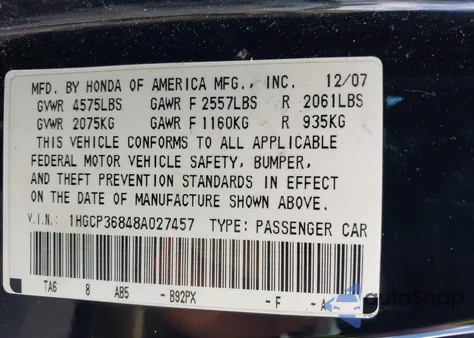 MFD. BY HONDA OF AMERICA MFG., INC. 12/07
GVWR 4575LBS GAWR F 2557LBS R 2061LBS
GVWR 2075KG GAWR F 1160KG R 935KG
THIS VEHICLE CONFORMS TO ALL APPLICABLE
FEDERAL MOTOR VEHICLE SAFETY, BUMPER,
AND THEFT PREVENTION STANDARDS IN EFFECT
ON THE DATE OF MANUFACTURE SHOWN ABOVE.
V.I.N.: 1HGCP36848A027457 TYPE: PASSENGER CAR
TA6 8 AB5 - B92PX - F - A
autoSnap